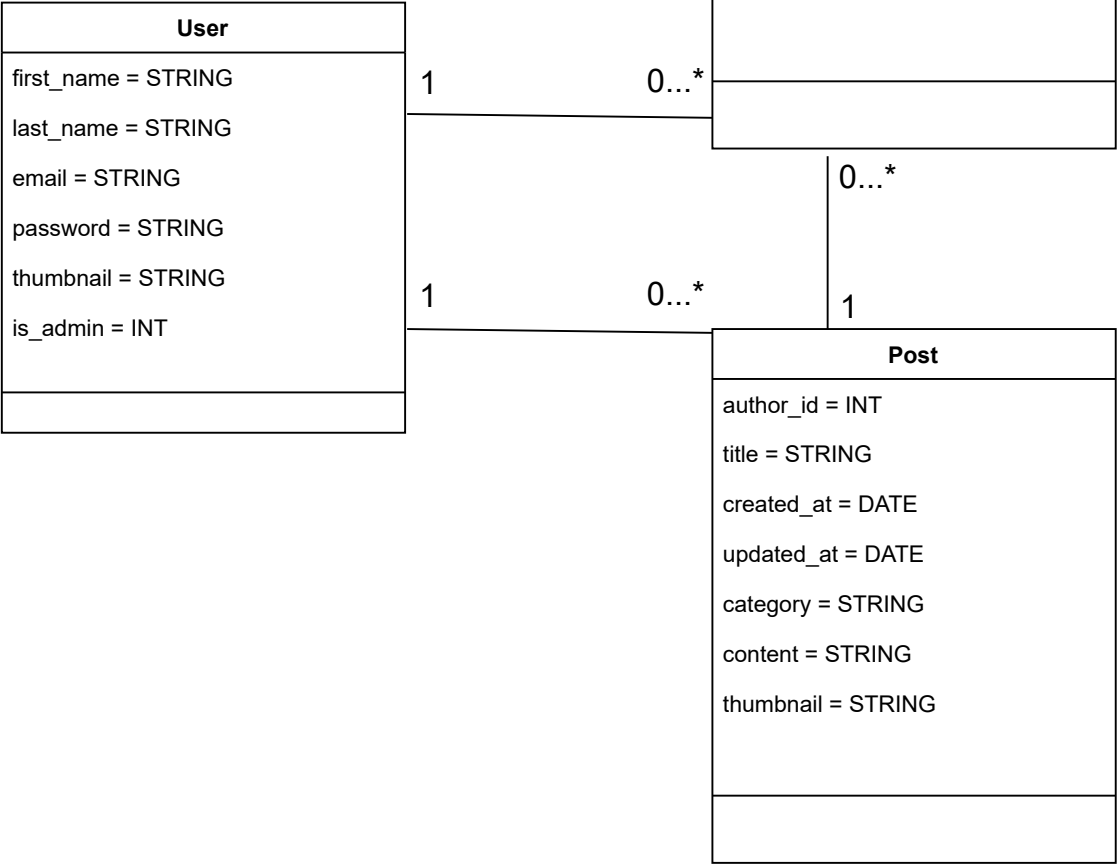 User
first_name = STRING
last_name = STRING
email = STRING
password = STRING
thumbnail = STRING
is_admin = INT
1
0...*
0...*
1
0...*
1
Post
author_id = INT
title = STRING
created_at = DATE
updated_at = DATE
category = STRING
content = STRING
thumbnail = STRING